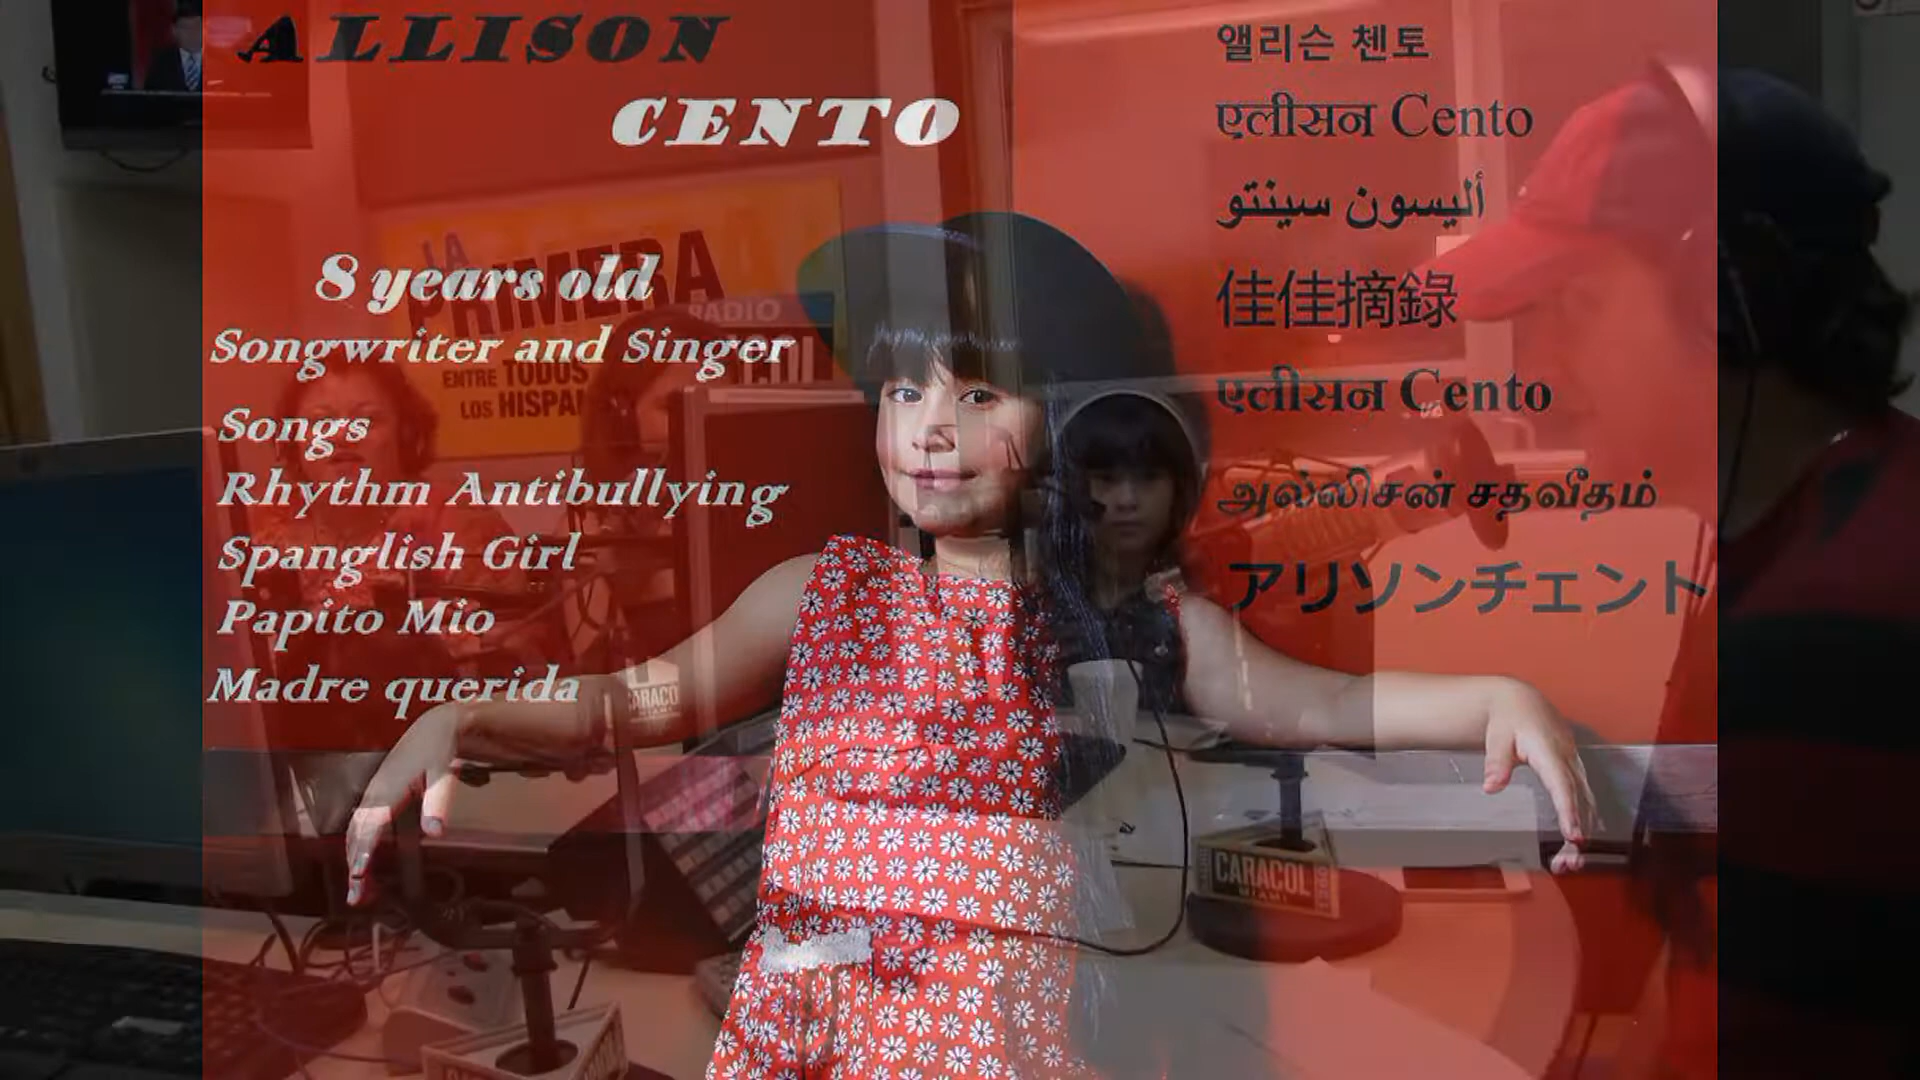 ALLISON
CENTO
8 years old
Songwriter and Singer
Songs
Rhythm Antibullying
Spanglish Girl
Papito Mio
Madre querida
LA
PRIMERA
RADIO
ENTRE TODOS
LOS HISPAN
앨리슨 첸토
एलीसन Cento
أليسون سينتو
佳佳摘錄
एलीसन Cento
அல்லிசன் சதவீதம்
アリソンチェント
CARACOL
MIAMI
CARACOL
MIAMI
1260